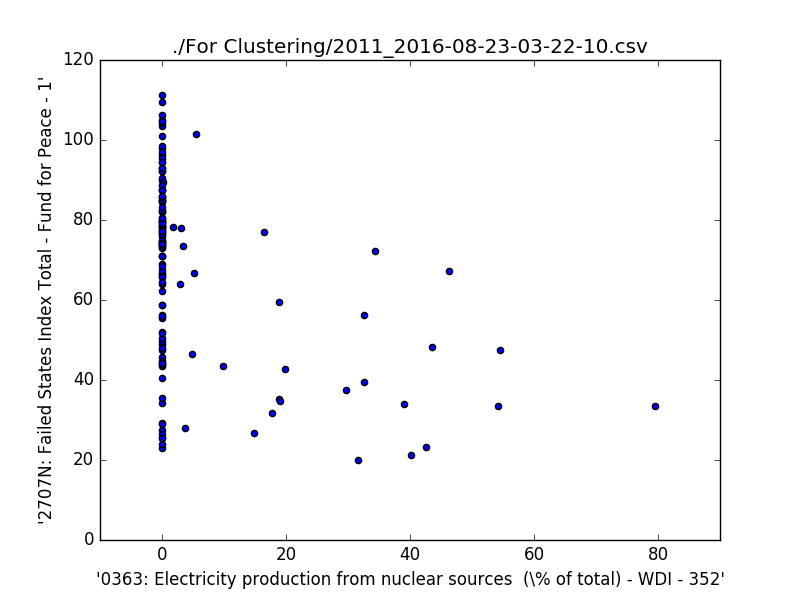 ./For Clustering/2011_2016-08-23-03-22-10.csv
'2707N: Failed States Index Total - Fund for Peace - 1'
120
100
80
60
40
20
0
0 20 40 60 80
'0363: Electricity production from nuclear sources  (\% of total) - WDI - 352'